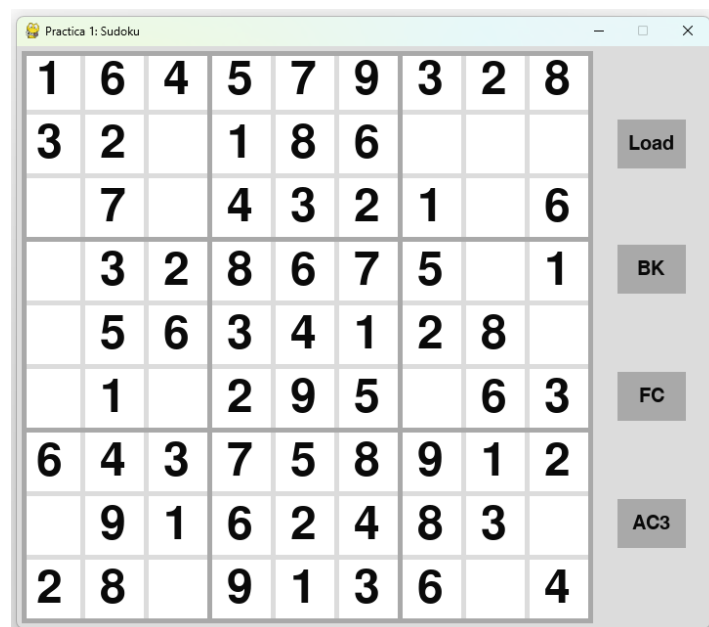 Practica 1: Sudoku
1 6 4 5 7 9 3 2 8
3 2 1 8 6
Load
7 4 3 2 1 6
3 2 8 6 7 5 1
BK
5 6 3 4 1 2 8
1 2 9 5 6 3
FC
6 4 3 7 5 8 9 1 2
9 1 6 2 4 8 3
AC3
2 8 9 1 3 6 4